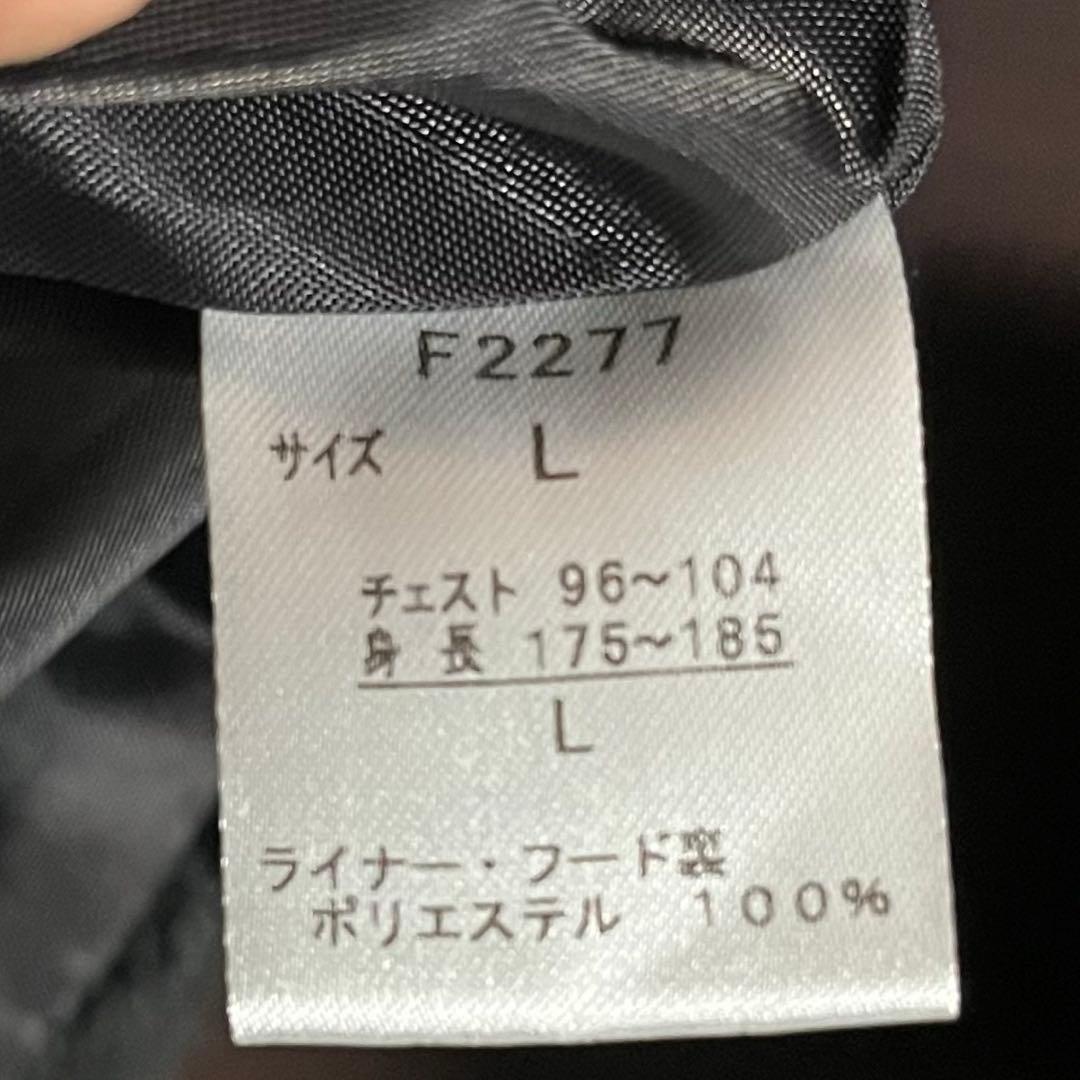 F2277
サイズ L
チェスト 96～104
身長 175～185
L
ライナー・フード裏
ポリエステル 100%